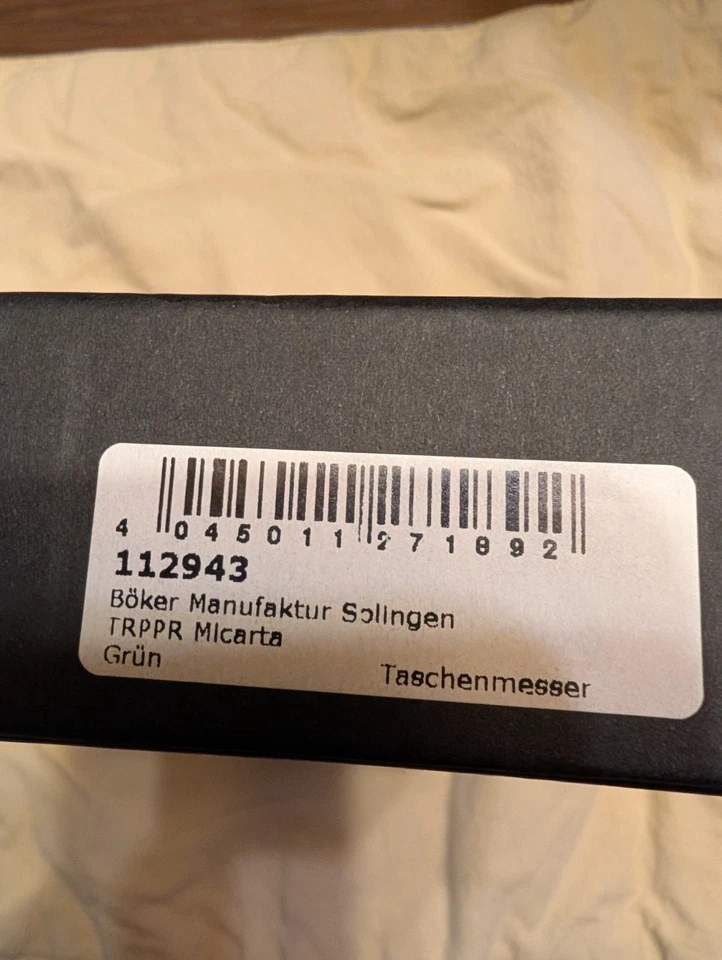 4 045011 271892
112943
Böker Manufaktur Solingen
TRPPR Micarta
Grün
Taschenmesser